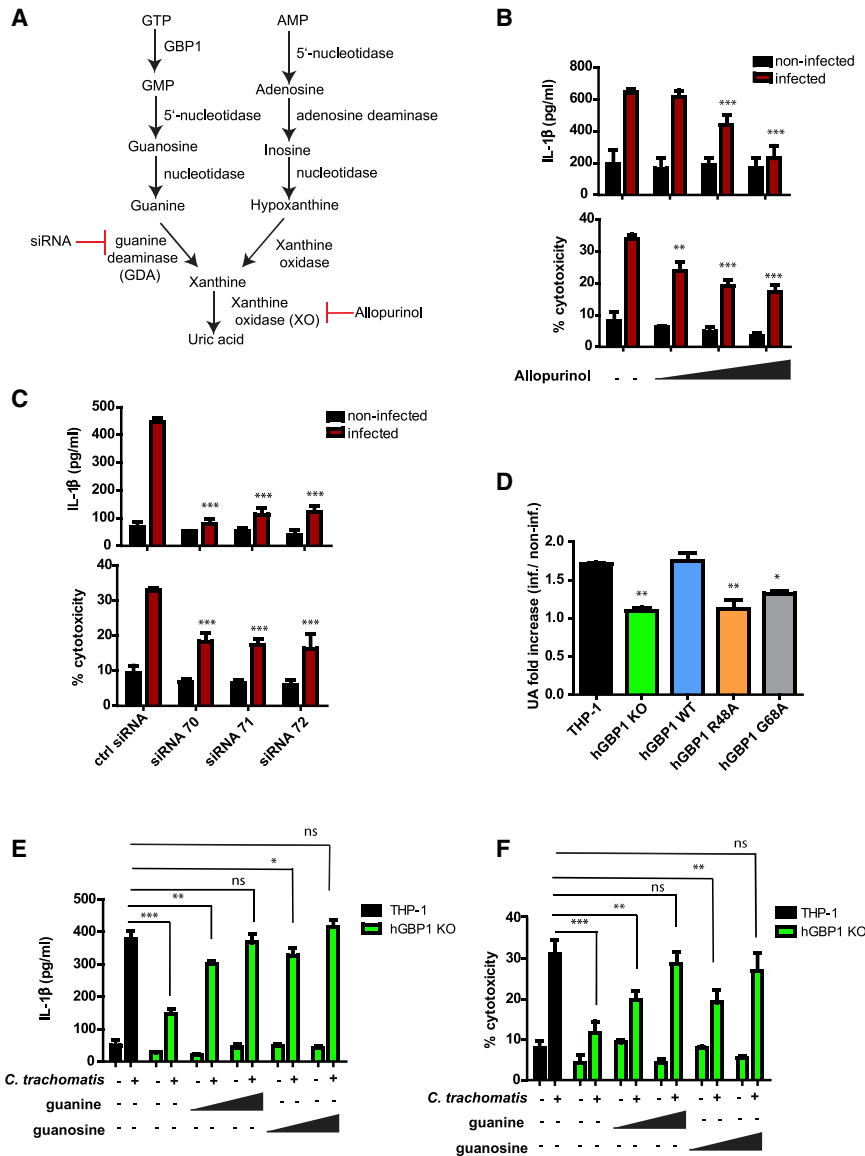 A
GTP
GBP1
GMP
5‘-nucleotidase
Guanosine
nucleotidase
Guanine
siRNA
guanine
deaminase
(GDA)
AMP
5‘-nucleotidase
Adenosine
adenosine deaminase
Inosine
nucleotidase
Hypoxanthine
Xanthine
oxidase
Xanthine
Xanthine
oxidase (XO)
Allopurinol
Uric acid
B
non-infected
infected
IL-1β (pg/ml)
800
600
400
200
0
***
***
% cytotoxicity
40
30
20
10
0
**
***
***
Allopurinol
- -
C
non-infected
infected
IL-1β (pg/ml)
500
400
300
200
100
0
***
***
***
% cytotoxicity
40
30
20
10
0
***
***
***
ctrl siRNA
siRNA 70
siRNA 71
siRNA 72
D
UA fold increase (inf./ non-inf.)
2.0
1.5
1.0
0.5
0.0
**
**
*
THP-1
hGBP1 KO
hGBP1 WT
hGBP1 R48A
hGBP1 G68A
E
ns
*
ns
**
***
THP-1
hGBP1 KO
IL-1β (pg/ml)
500
400
300
200
100
0
C. trachomatis
- + - + - + - + - + - +
guanine
- - - - - - - -
guanosine
- - - - - - - -
F
ns
**
ns
**
***
THP-1
hGBP1 KO
% cytotoxicity
50
40
30
20
10
0
C. trachomatis
- + - + - + - + - + - +
guanine
- - - - - - - -
guanosine
- - - - - - - -